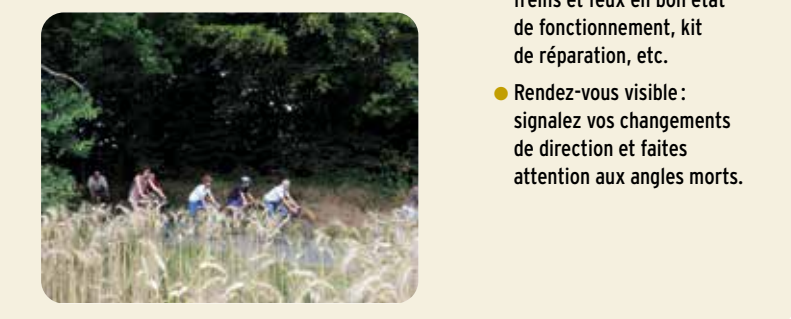 freins et feux en bon état
de fonctionnement, kit
de réparation, etc.
Rendez-vous visible :
signalez vos changements
de direction et faites
attention aux angles morts.